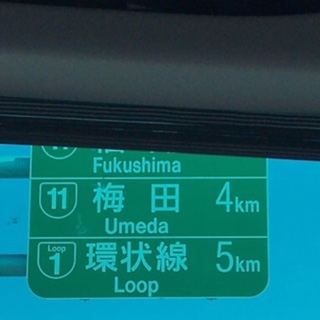 Fukushima
11 梅田 4km
Umeda
Loop
1 環状線 5km
Loop